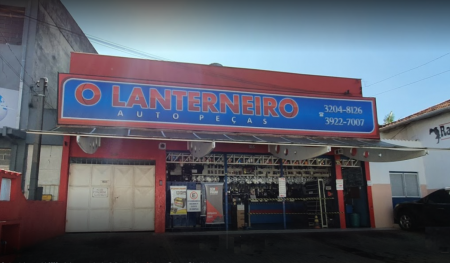 O LANTERNEIRO
AUTO PEÇAS
3204-8126
3922-7007